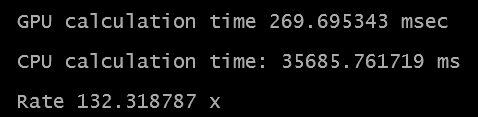 GPU calculation time 269.695343 msec
CPU calculation time: 35685.761719 ms
Rate 132.318787 x